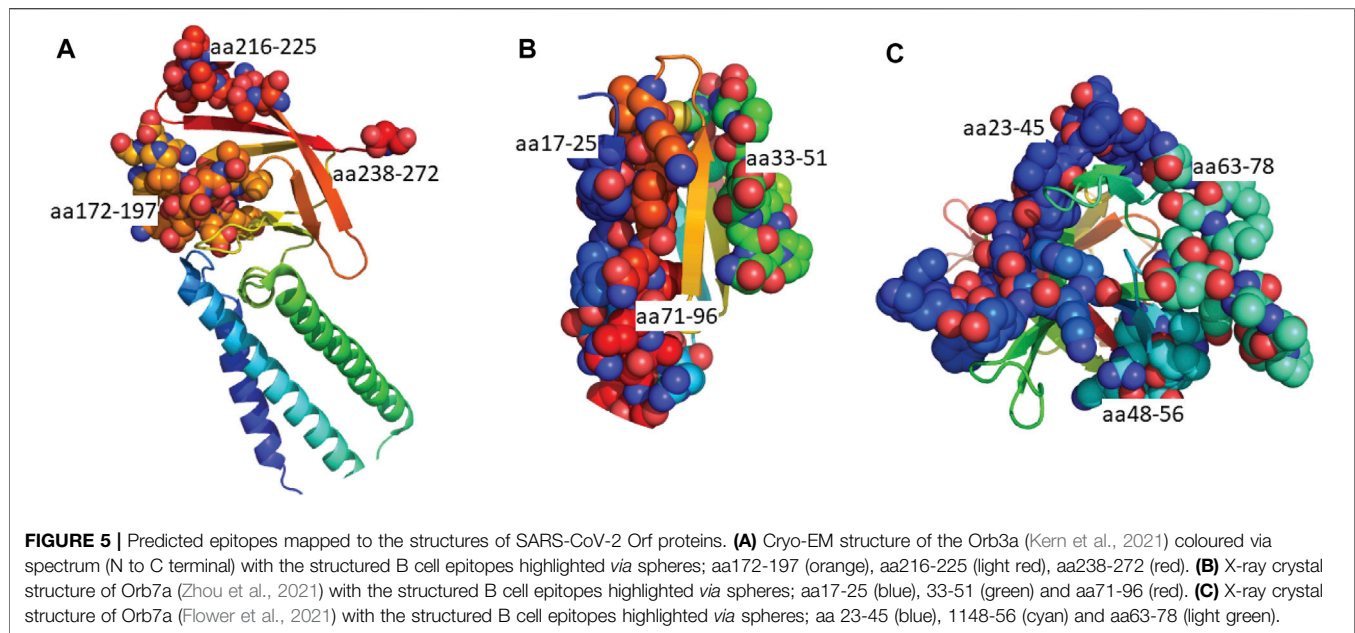 A
aa216-225
aa238-272
aa172-197
B
aa17-25
aa33-51
aa71-96
C
aa23-45
aa63-78
aa48-56
FIGURE 5 | Predicted epitopes mapped to the structures of SARS-CoV-2 Orf proteins. (A) Cryo-EM structure of the Orb3a (Kern et al., 2021) coloured via
spectrum (N to C terminal) with the structured B cell epitopes highlighted via spheres; aa172-197 (orange), aa216-225 (light red), aa238-272 (red). (B) X-ray crystal
structure of Orb7a (Zhou et al., 2021) with the structured B cell epitopes highlighted via spheres; aa17-25 (blue), 33-51 (green) and aa71-96 (red). (C) X-ray crystal
structure of Orb7a (Flower et al., 2021) with the structured B cell epitopes highlighted via spheres; aa 23-45 (blue), 1148-56 (cyan) and aa63-78 (light green).